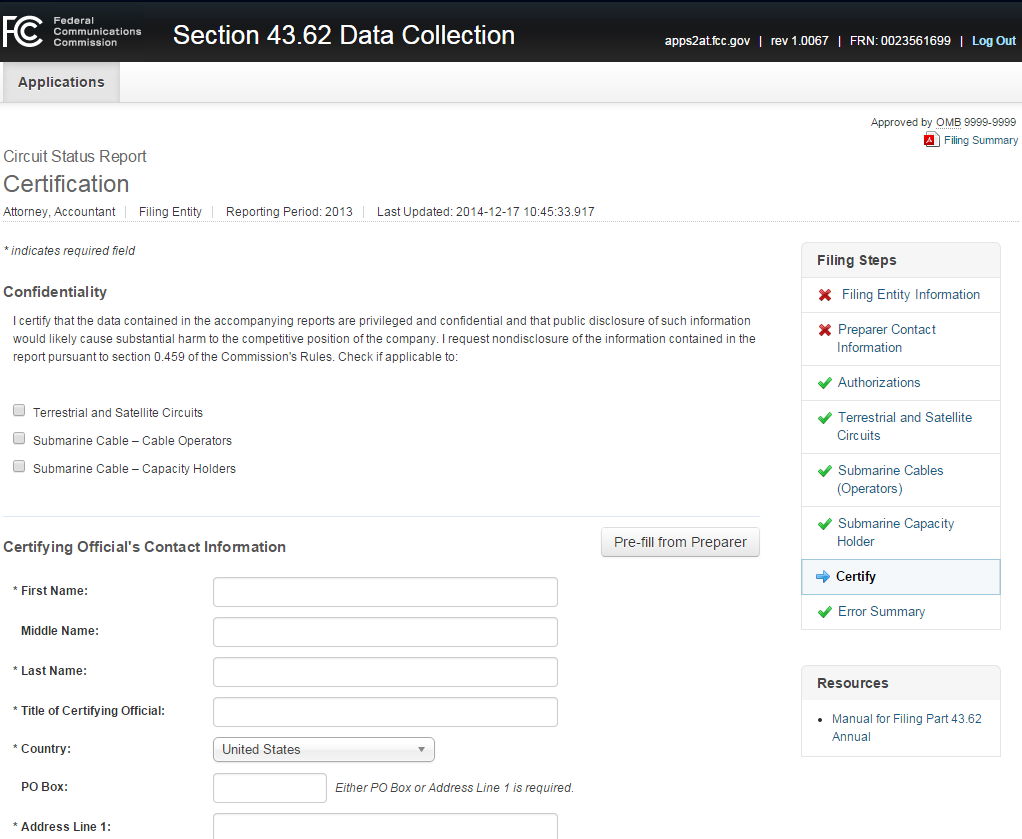 FCC Federal
Communications
Commission
Section 43.62 Data Collection
apps2at.fcc.gov | rev 1.0067 | FRN: 0023561699 | Log Out
Applications
Approved by OMB 9999-9999
Filing Summary
Circuit Status Report
Certification
Attorney, Accountant | Filing Entity | Reporting Period: 2013 | Last Updated: 2014-12-17 10:45:33.917
* indicates required field
Confidentiality
I certify that the data contained in the accompanying reports are privileged and confidential and that public disclosure of such information
would likely cause substantial harm to the competitive position of the company. I request nondisclosure of the information contained in the
report pursuant to section 0.459 of the Commission's Rules. Check if applicable to:
Terrestrial and Satellite Circuits
Submarine Cable – Cable Operators
Submarine Cable – Capacity Holders
Certifying Official's Contact Information
Pre-fill from Preparer
* First Name:
Middle Name:
* Last Name:
* Title of Certifying Official:
* Country:
United States
PO Box:
Either PO Box or Address Line 1 is required.
* Address Line 1:
Filing Steps
Filing Entity Information
Preparer Contact
Information
Authorizations
Terrestrial and Satellite
Circuits
Submarine Cables
(Operators)
Submarine Capacity
Holder
Certify
Error Summary
Resources
• Manual for Filing Part 43.62
Annual